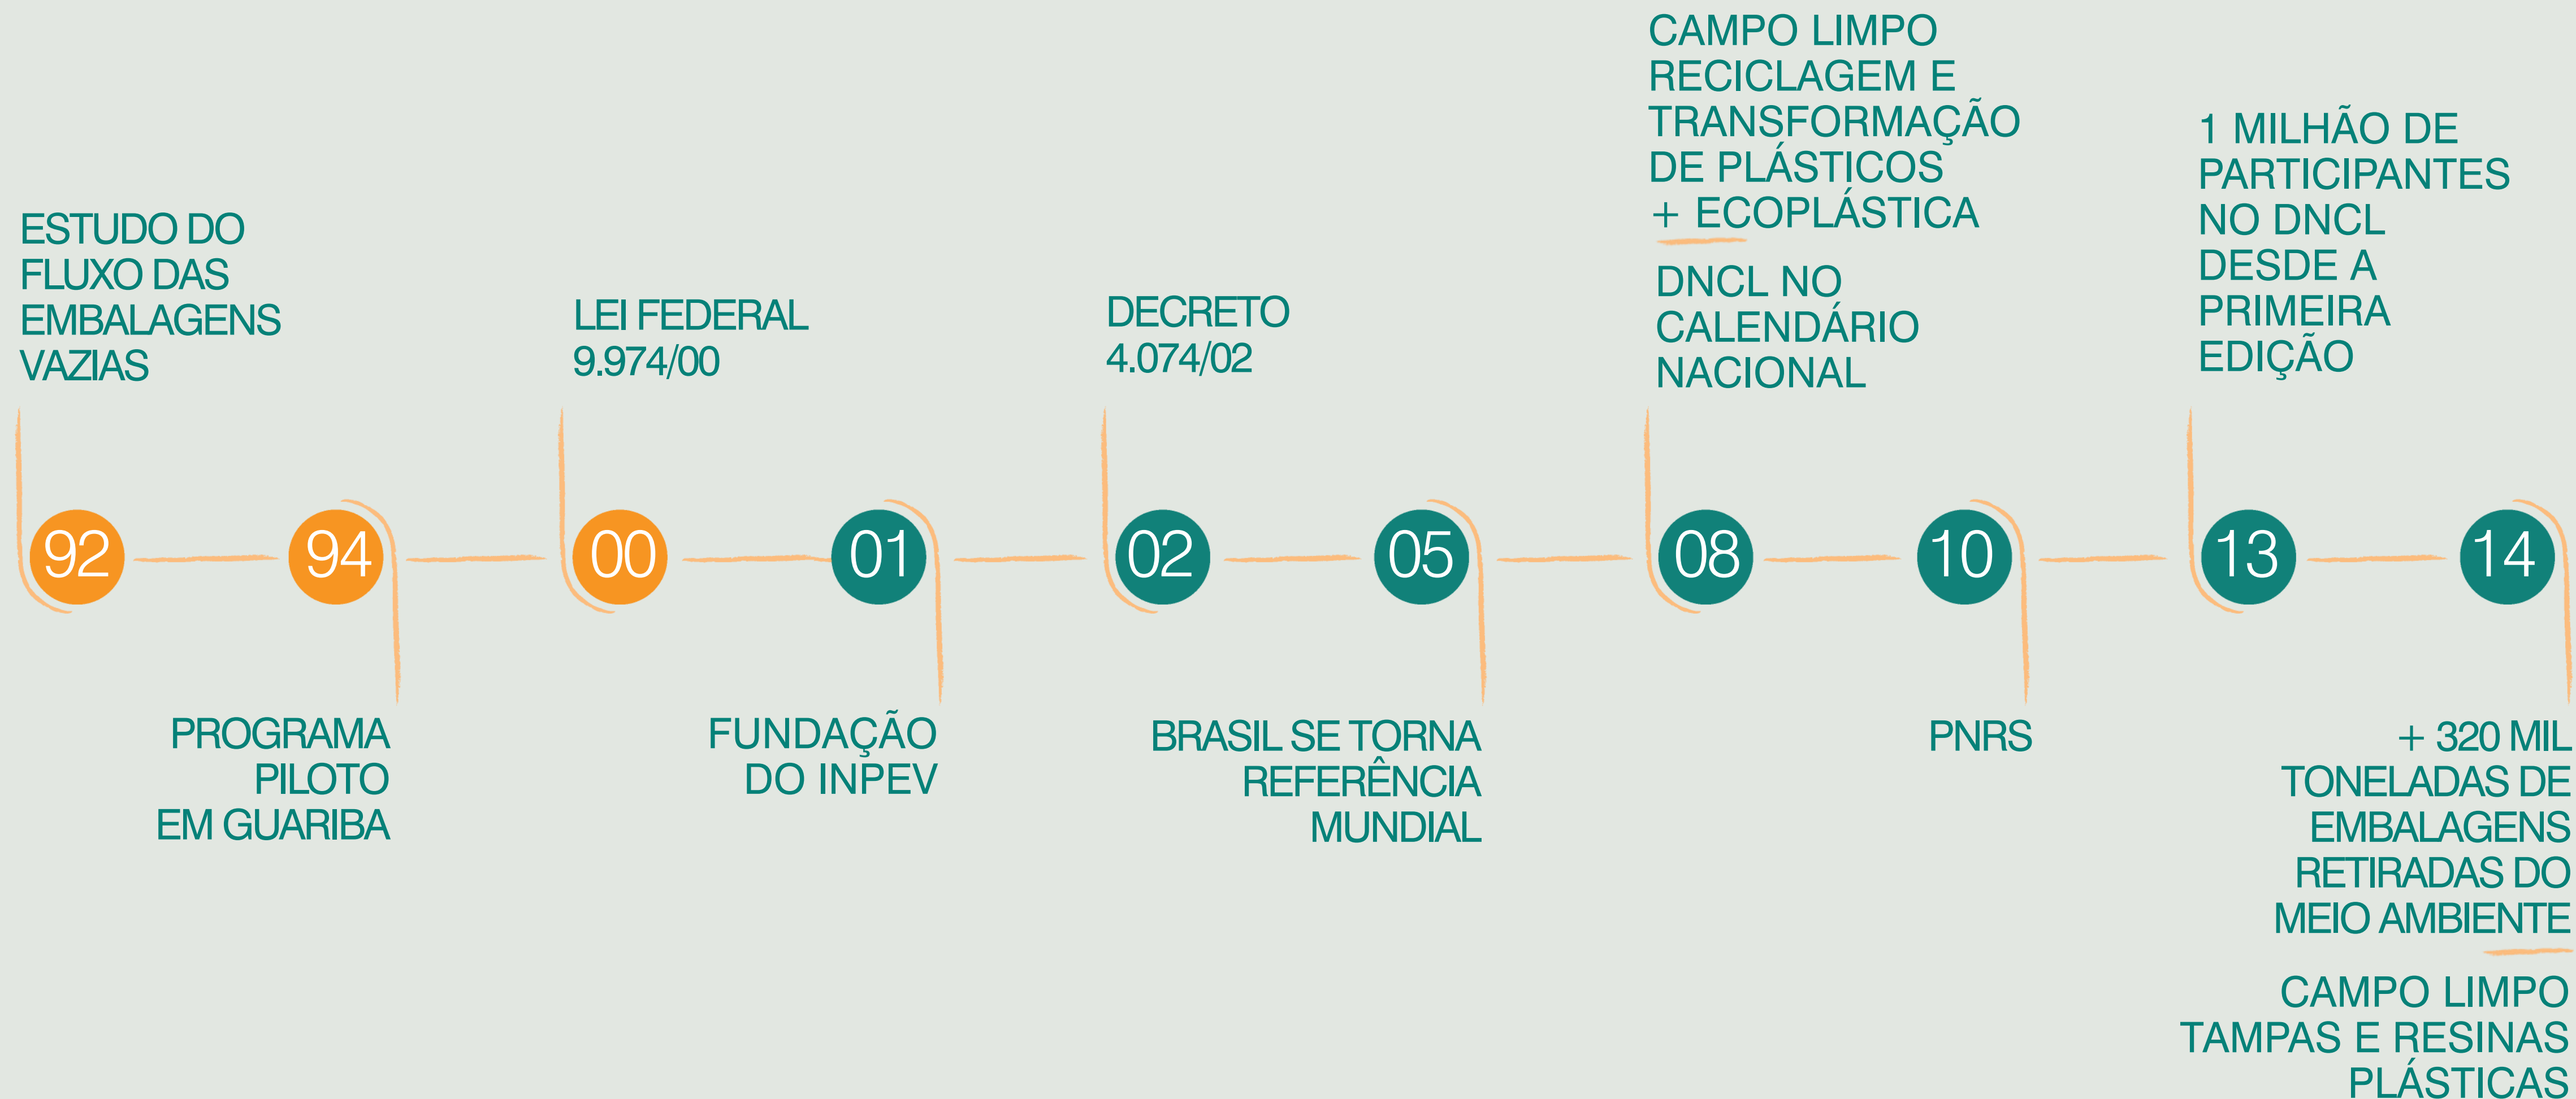 ESTUDO DO
FLUXO DAS
EMBALAGENS
VAZIAS
92
94
PROGRAMA
PILOTO
EM GUARIBA
LEI FEDERAL
9.974/00
00
01
FUNDAÇÃO
DO INPEV
DECRETO
4.074/02
02
05
BRASIL SE TORNA
REFERÊNCIA
MUNDIAL
CAMPO LIMPO
RECICLAGEM E
TRANSFORMAÇÃO
DE PLÁSTICOS
+ ECOPLÁSTICA
DNCL NO
CALENDÁRIO
NACIONAL
08
10
PNRS
1 MILHÃO DE
PARTICIPANTES
NO DNCL
DESDE A
PRIMEIRA
EDIÇÃO
13
14
+ 320 MIL
TONELADAS DE
EMBALAGENS
RETIRADAS DO
MEIO AMBIENTE
CAMPO LIMPO
TAMPAS E RESINAS
PLÁSTICAS